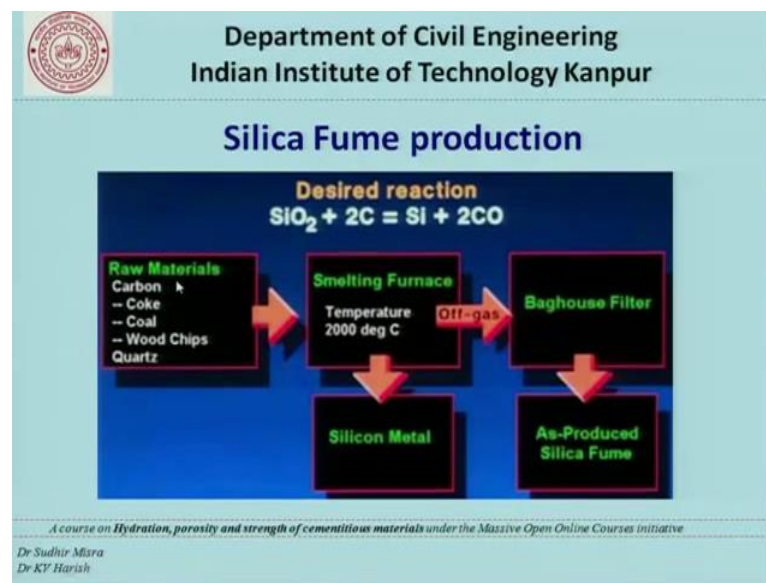 Department of Civil Engineering
Indian Institute of Technology Kanpur
Silica Fume production
Desired reaction
SiO₂ + 2C = Si + 2CO
Raw Materials
Carbon
-- Coke
-- Coal
-- Wood Chips
Quartz
Smelting Furnace
Temperature
2000 deg C
Off-gas
Baghouse Filter
Silicon Metal
As-Produced
Silica Fume
A course on Hydration, porosity and strength of cementitious materials under the Massive Open Online Courses initiative
Dr Sudhir Misra
Dr KV Harish